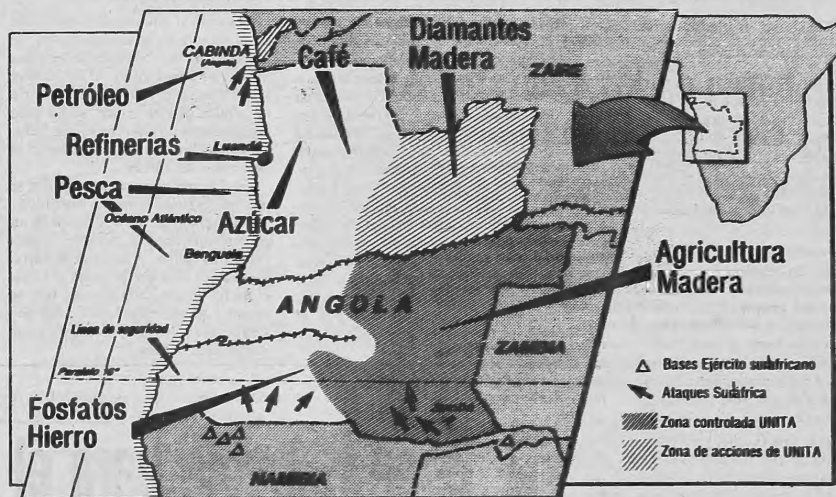 CABINDA
(Angola)
Petróleo
Café
Diamantes
Madera
ZAIRE
Refinerías
Luanda
Pesca
Océano Atlántico
Azúcar
Benguela
ANGOLA
Agricultura
Madera
Línea de seguridad
ZAMBIA
Paralelo 16°
Jamba
Fosfatos
Hierro
NAMIBIA
Bases Ejército sudafricano
Ataques Sudáfrica
Zona controlada UNITA
Zona de acciones de UNITA